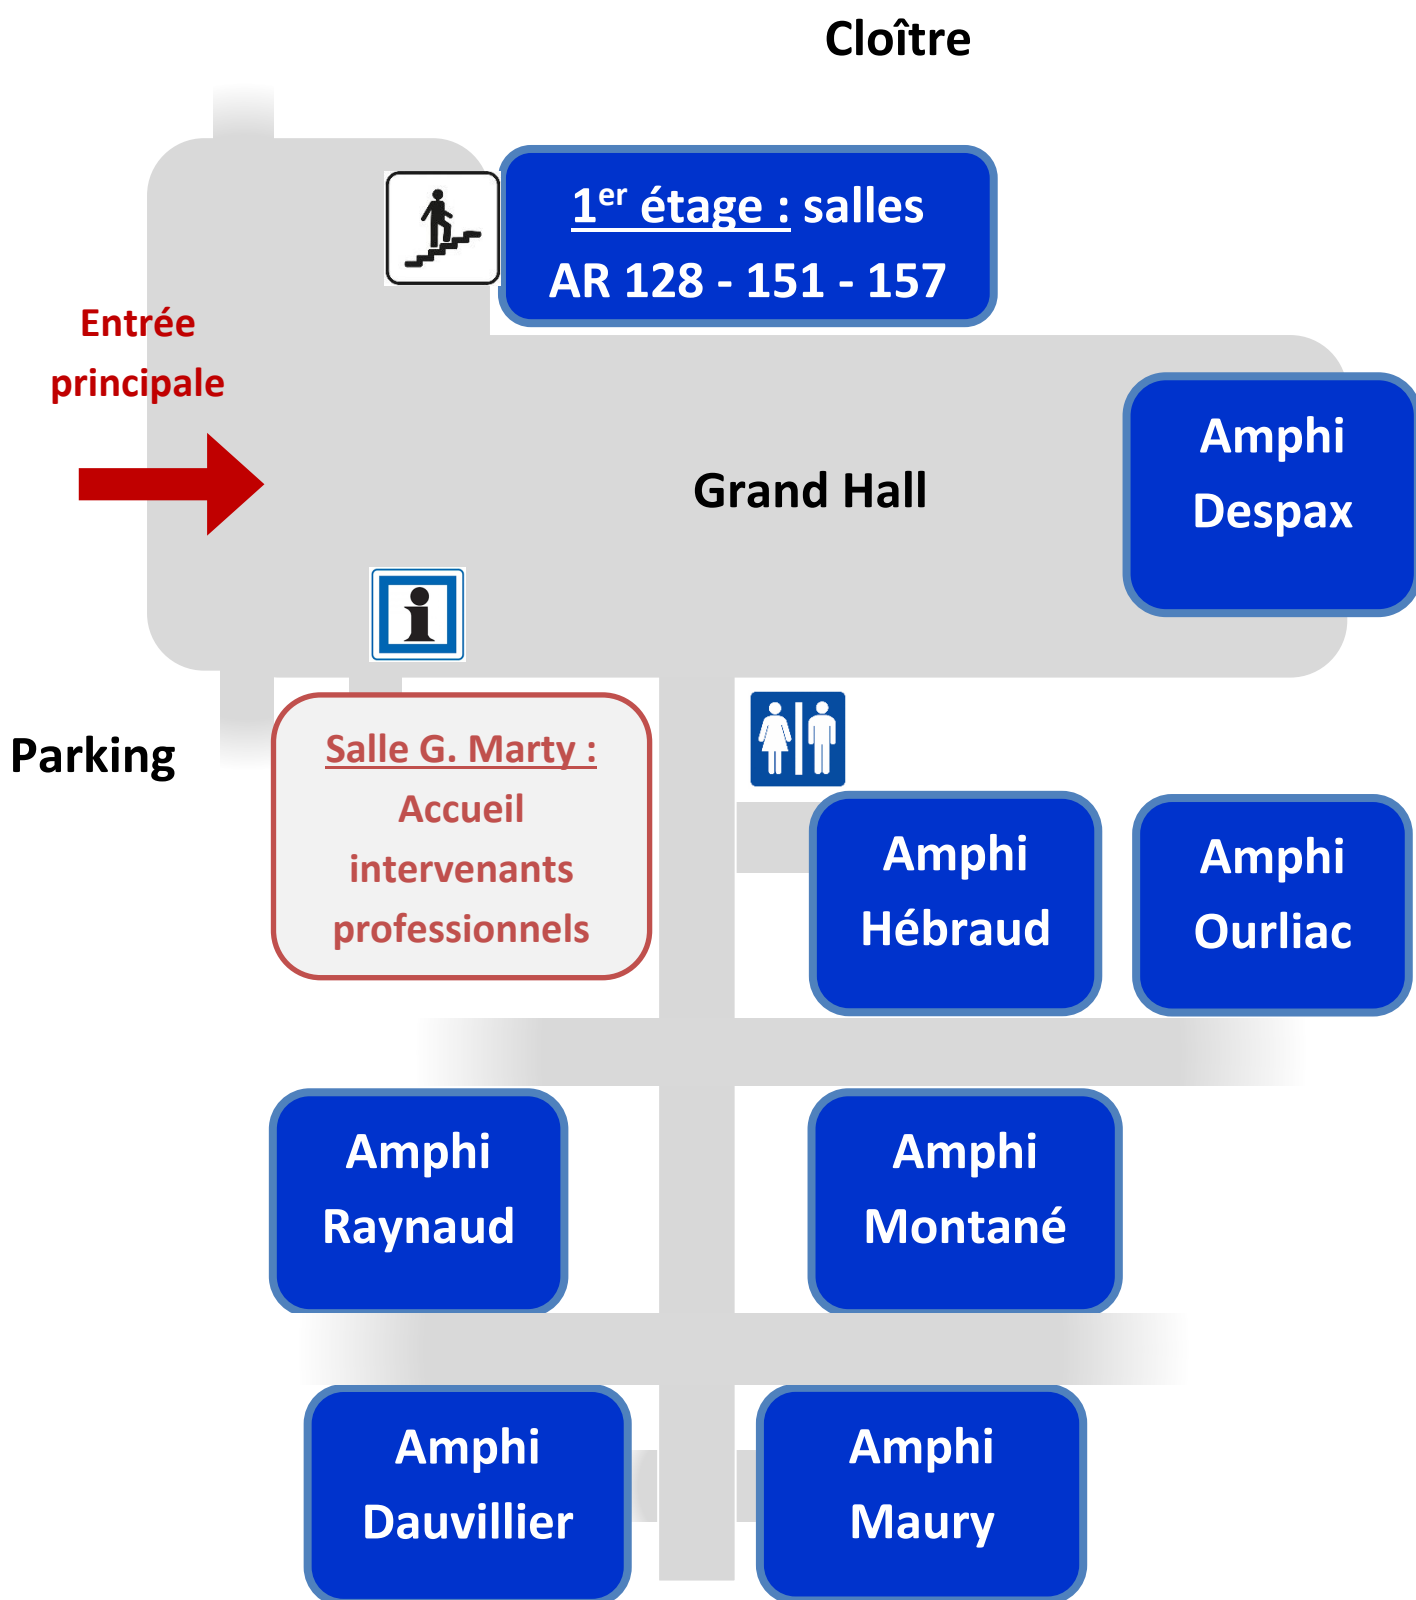 Cloître
1er étage : salles
AR 128 - 151 - 157
Entrée
principale
Grand Hall
Amphi
Despax
Parking
Salle G. Marty :
Accueil
intervenants
professionnels
Amphi
Hébraud
Amphi
Ourliac
Amphi
Raynaud
Amphi
Montané
Amphi
Dauvillier
Amphi
Maury